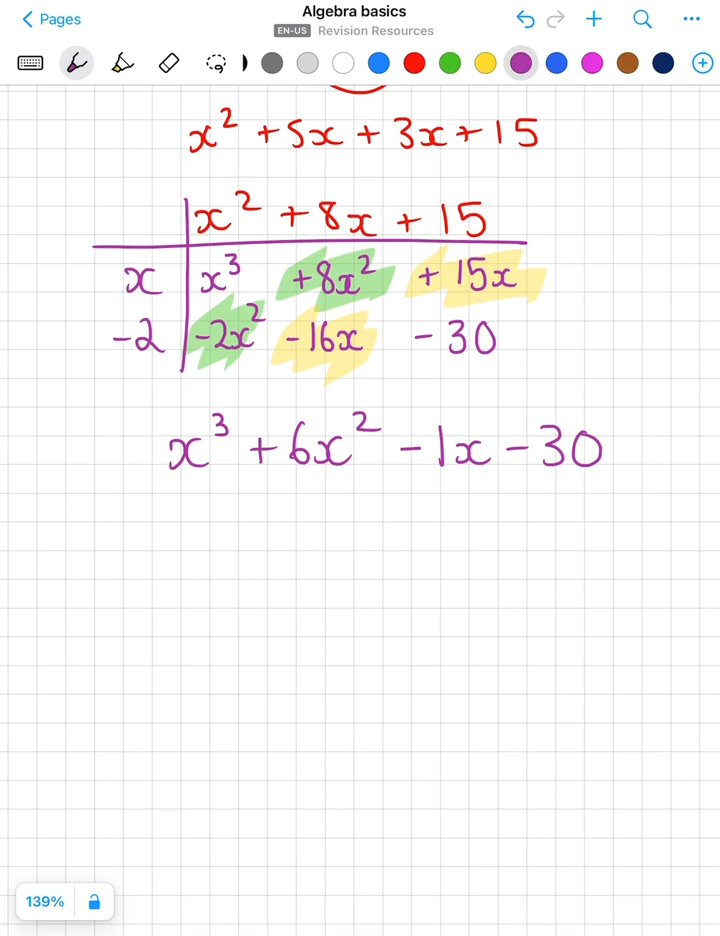 Pages
Algebra basics
EN-US Revision Resources
x² + 5x + 3x + 15
x² + 8x + 15
x x³ +8x² + 15x
-2 -2x² -16x - 30
x³ + 6x² - 1x - 30
139%